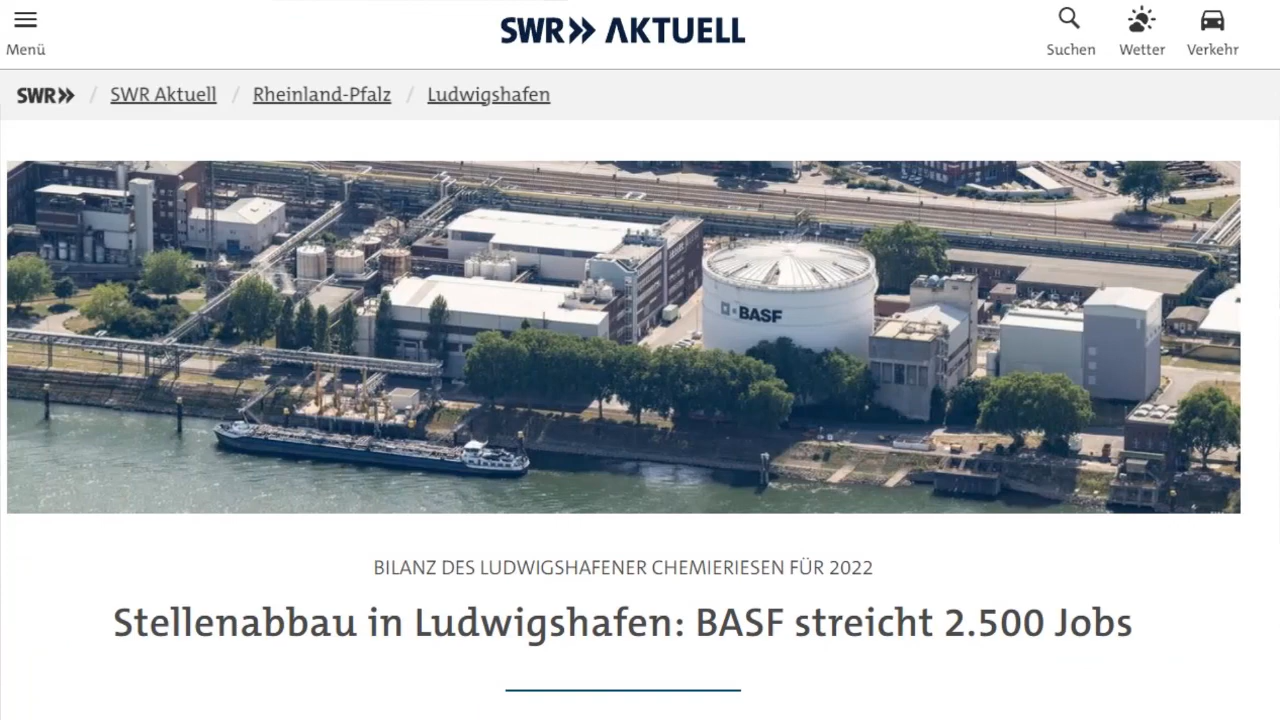 SWR» AKTUELL
Menü
Suchen
Wetter
Verkehr
SWR» / SWR Aktuell / Rheinland-Pfalz / Ludwigshafen
BASF
BILANZ DES LUDWIGSHAFENER CHEMIERIESEN FÜR 2022
Stellenabbau in Ludwigshafen: BASF streicht 2.500 Jobs